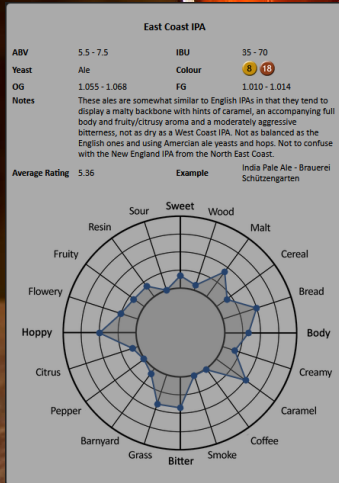 East Coast IPA
ABV 5.5 - 7.5 IBU 35 - 70
Yeast Ale Colour 8 18
OG 1.055 - 1.068 FG 1.010 - 1.014
Notes These ales are somewhat similar to English IPAs in that they tend to
display a malty backbone with hints of caramel, an accompanying full
body and fruity/citrusy aroma and a moderately aggressive
bitterness, not as dry as a West Coast IPA. Not as balanced as the
English ones and using Amercian ale yeasts and hops. Not to confuse
with the New England IPA from the North East Coast.
Average Rating 5.36 Example India Pale Ale - Brauerei
Schützengarten
Sweet
Sour Wood
Resin Malt
Fruity Cereal
Flowery Bread
Hoppy Body
Citrus Creamy
Pepper Caramel
Barnyard Coffee
Grass Smoke
Bitter